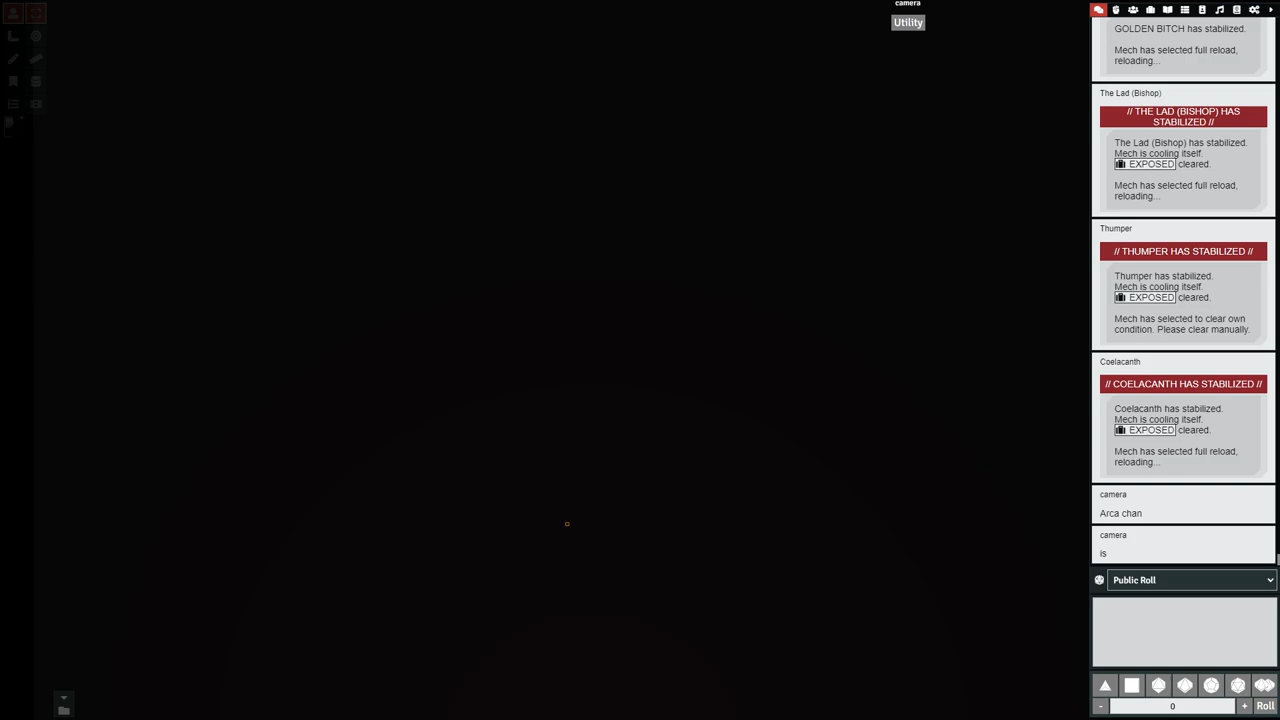 camera
Utility
GOLDEN BITCH has stabilized.
Mech has selected full reload,
reloading...
The Lad (Bishop)
// THE LAD (BISHOP) HAS
STABILIZED //
The Lad (Bishop) has stabilized.
Mech is cooling itself.
EXPOSED cleared.
Mech has selected full reload,
reloading...
Thumper
// THUMPER HAS STABILIZED //
Thumper has stabilized.
Mech is cooling itself.
EXPOSED cleared.
Mech has selected to clear own
condition. Please clear manually.
Coelacanth
// COELACANTH HAS STABILIZED //
Coelacanth has stabilized.
Mech is cooling itself.
EXPOSED cleared.
Mech has selected full reload,
reloading...
camera
Arca chan
camera
is
Public Roll
- 0 + Roll